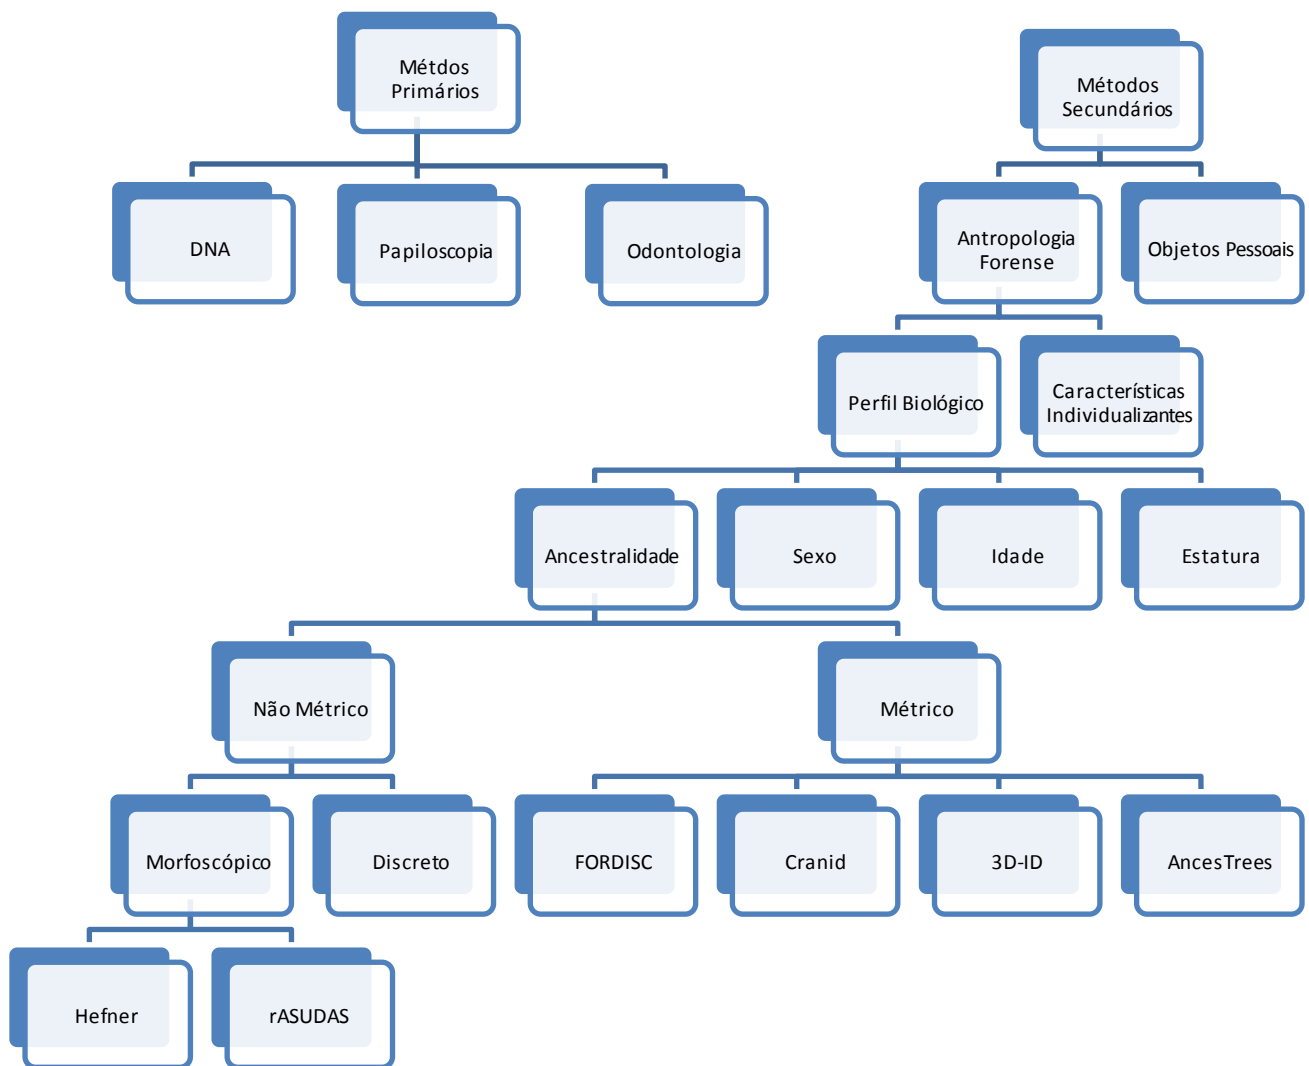 Métdos
Primários
Métodos
Secundários
DNA
Papiloscopia
Odontologia
Antropologia
Forense
Objetos Pessoais
Perfil Biológico
Características
Individualizantes
Ancestralidade
Sexo
Idade
Estatura
Não Métrico
Métrico
Morfoscópico
Discreto
FORDISC
Cranid
3D-ID
AncesTrees
Hefner
rASUDAS